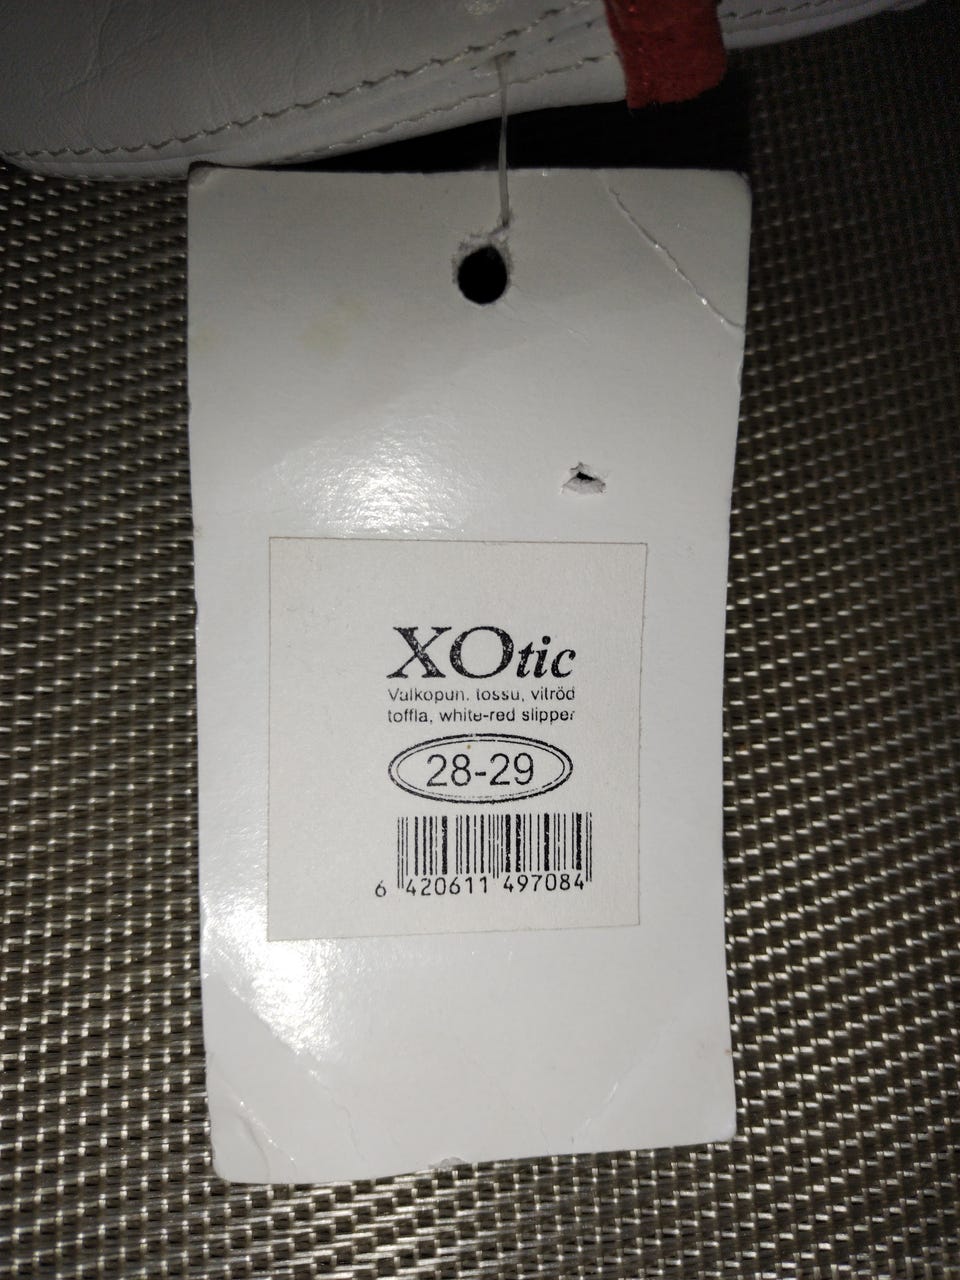 XOtic
Valkopun. tossu, vitröd
toffla, white-red slipper
28-29
6 420611 497084